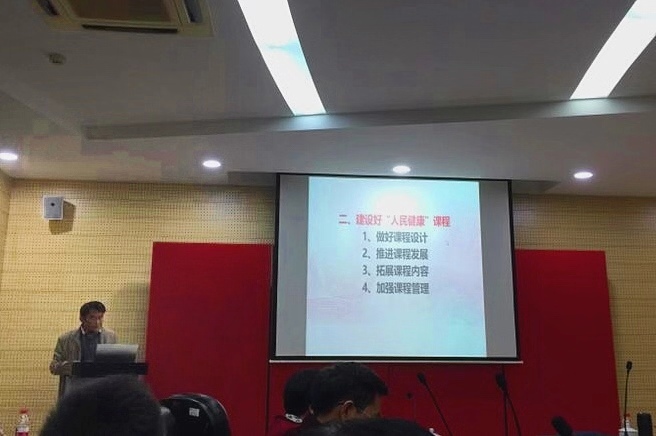 二、建设好“人民健康”课程
1、做好课程设计
2、推进课程发展
3、拓展课程内容
4、加强课程管理